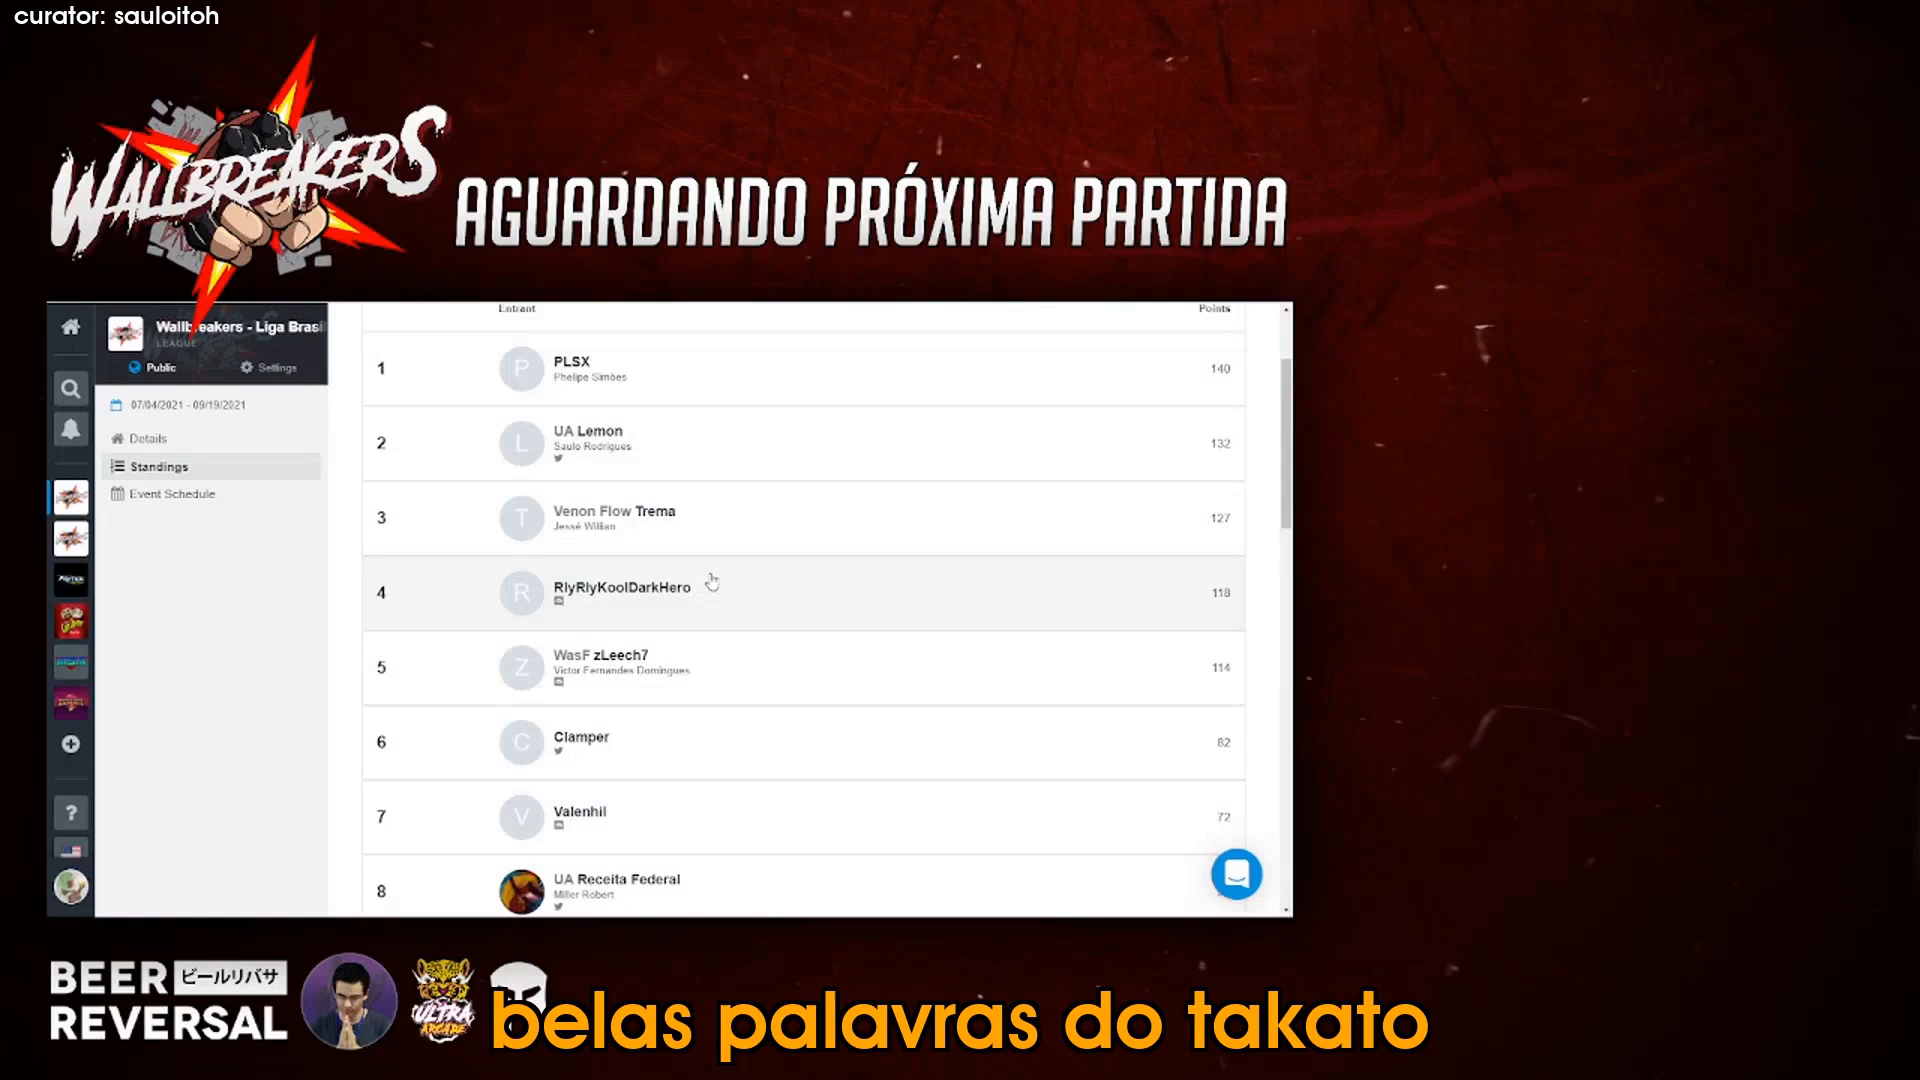 curator: sauloitoh
WALLBREAKERS
AGUARDANDO PRÓXIMA PARTIDA
Wallbreakers - Liga Brasi
LEAGUE
Public
Settings
07/04/2021 - 09/19/2021
Details
Standings
Event Schedule
Entrant
Points
1
P
PLSX
Phelipe Simões
140
2
L
UA Lemon
Saulo Rodrigues
132
3
T
Venon Flow Trema
Jessé Willian
127
4
R
RlyRlyKoolDarkHero
118
5
Z
WasF zLeech7
Victor Fernandes Domingues
114
6
C
Clamper
82
7
V
Valenhil
72
8
UA Receita Federal
Miller Robert
BEER ビールリバサ
REVERSAL
ULTRA
ARCADE
belas palavras do takato